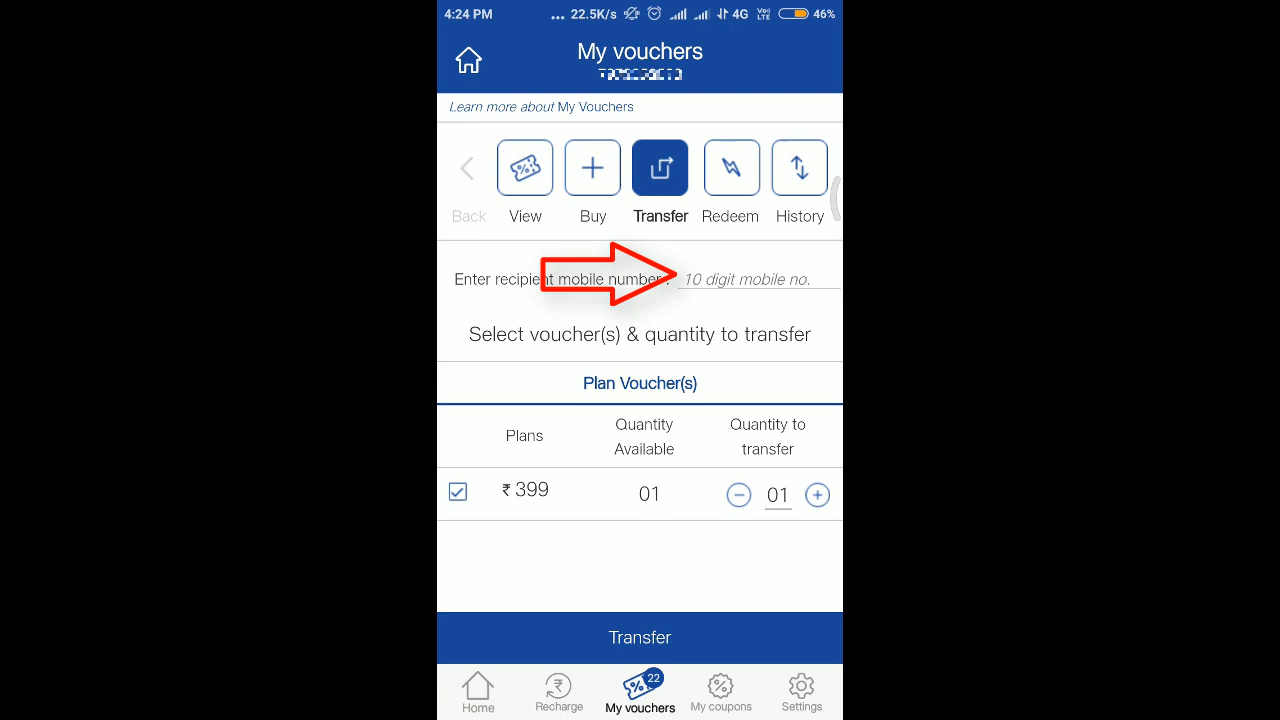 4:24 PM ... 22.5K/s 4G VoLTE 46%
My vouchers
Learn more about My Vouchers
Back View Buy Transfer Redeem History
Enter recipient mobile number : 10 digit mobile no.
Select voucher(s) & quantity to transfer
Plan Voucher(s)
Plans Quantity Available Quantity to transfer
₹ 399 01 01
Transfer
22
Home Recharge My vouchers My coupons Settings